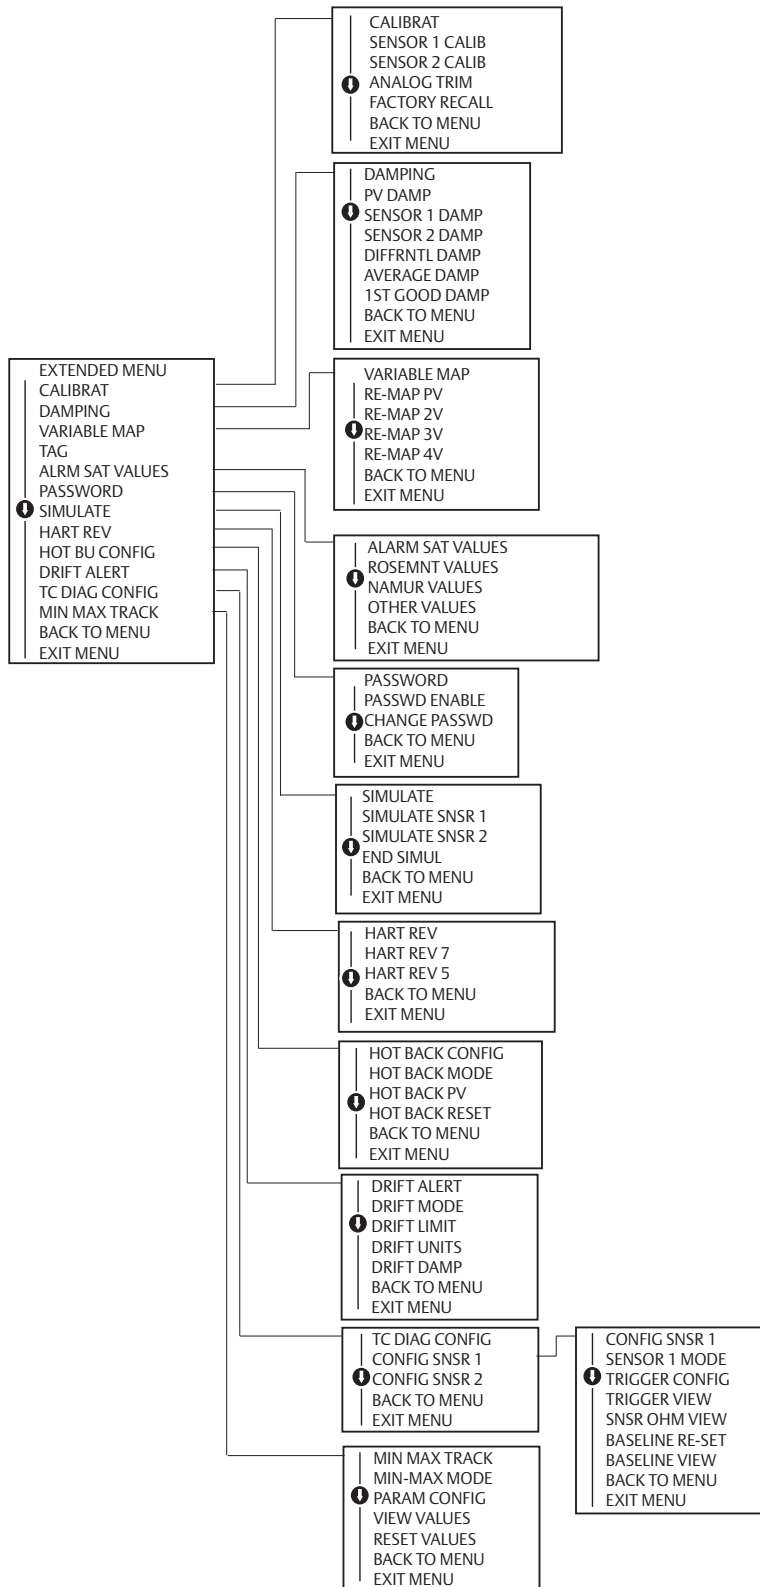 CALIBRAT
SENSOR 1 CALIB
SENSOR 2 CALIB
ANALOG TRIM
FACTORY RECALL
BACK TO MENU
EXIT MENU
DAMPING
PV DAMP
SENSOR 1 DAMP
SENSOR 2 DAMP
DIFFRNTL DAMP
AVERAGE DAMP
1ST GOOD DAMP
BACK TO MENU
EXIT MENU
EXTENDED MENU
CALIBRAT
DAMPING
VARIABLE MAP
TAG
ALRM SAT VALUES
PASSWORD
SIMULATE
HART REV
HOT BU CONFIG
DRIFT ALERT
TC DIAG CONFIG
MIN MAX TRACK
BACK TO MENU
EXIT MENU
VARIABLE MAP
RE-MAP PV
RE-MAP 2V
RE-MAP 3V
RE-MAP 4V
BACK TO MENU
EXIT MENU
ALARM SAT VALUES
ROSEMNT VALUES
NAMUR VALUES
OTHER VALUES
BACK TO MENU
EXIT MENU
PASSWORD
PASSWD ENABLE
CHANGE PASSWD
BACK TO MENU
EXIT MENU
SIMULATE
SIMULATE SNSR 1
SIMULATE SNSR 2
END SIMUL
BACK TO MENU
EXIT MENU
HART REV
HART REV 7
HART REV 5
BACK TO MENU
EXIT MENU
HOT BACK CONFIG
HOT BACK MODE
HOT BACK PV
HOT BACK RESET
BACK TO MENU
EXIT MENU
DRIFT ALERT
DRIFT MODE
DRIFT LIMIT
DRIFT UNITS
DRIFT DAMP
BACK TO MENU
EXIT MENU
TC DIAG CONFIG
CONFIG SNSR 1
CONFIG SNSR 2
BACK TO MENU
EXIT MENU
CONFIG SNSR 1
SENSOR 1 MODE
TRIGGER CONFIG
TRIGGER VIEW
SNSR OHM VIEW
BASELINE RE-SET
BASELINE VIEW
BACK TO MENU
EXIT MENU
MIN MAX TRACK
MIN-MAX MODE
PARAM CONFIG
VIEW VALUES
RESET VALUES
BACK TO MENU
EXIT MENU